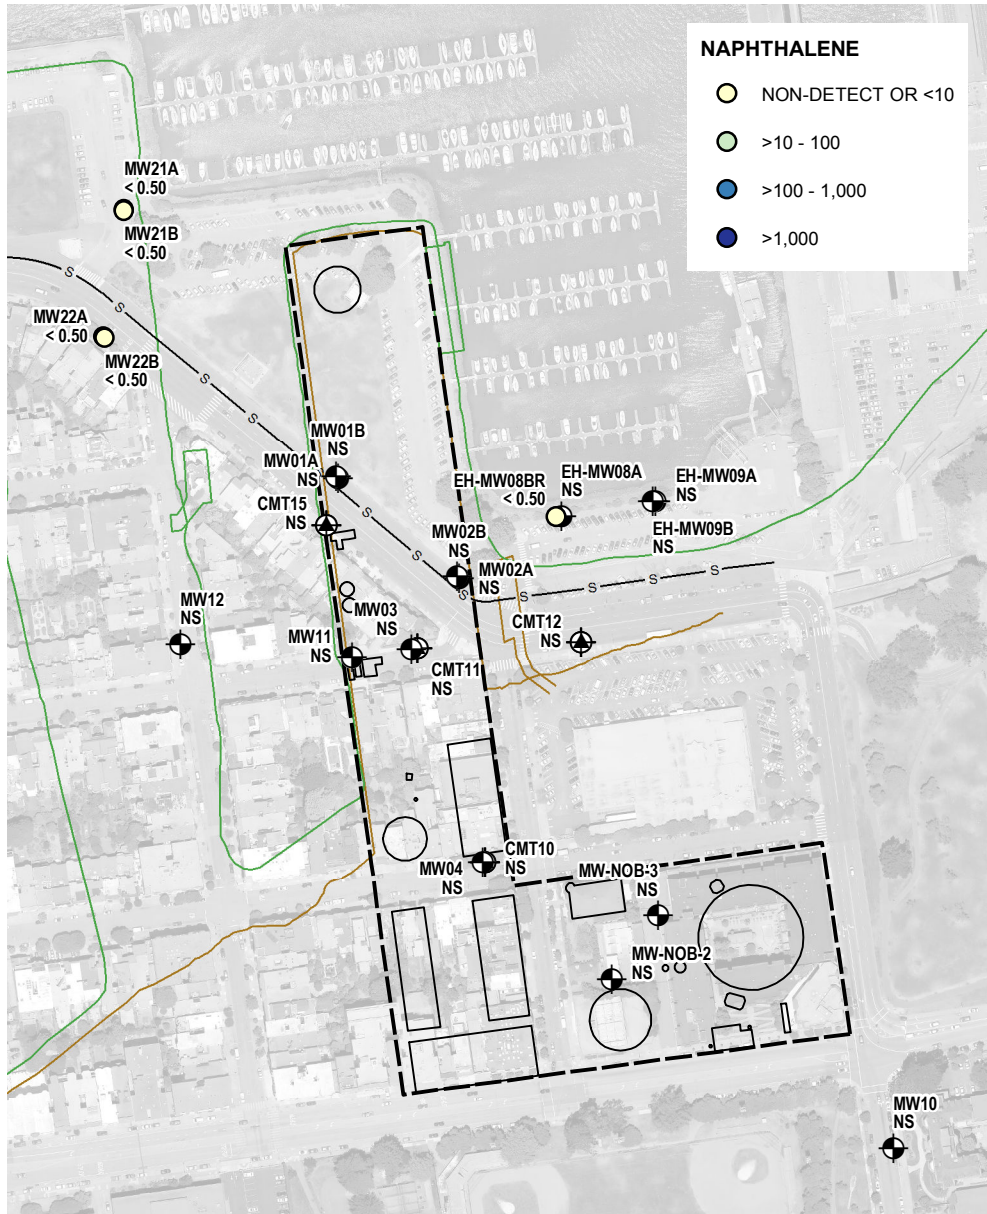 NAPHTHALENE
NON-DETECT OR <10
>10 - 100
>100 - 1,000
>1,000
MW21A
< 0.50
MW21B
< 0.50
S
MW22A
< 0.50
MW22B
< 0.50
S
S
S
S
MW01B
NS
MW01A
NS
CMT15
NS
S
S
EH-MW08BR
< 0.50
EH-MW08A
NS
EH-MW09A
NS
EH-MW09B
NS
MW02B
NS
MW02A
NS
S
S
S
S
S
MW12
NS
MW03
NS
MW11
NS
CMT11
NS
CMT12
NS
MW04
NS
CMT10
NS
MW-NOB-3
NS
MW-NOB-2
NS
MW10
NS